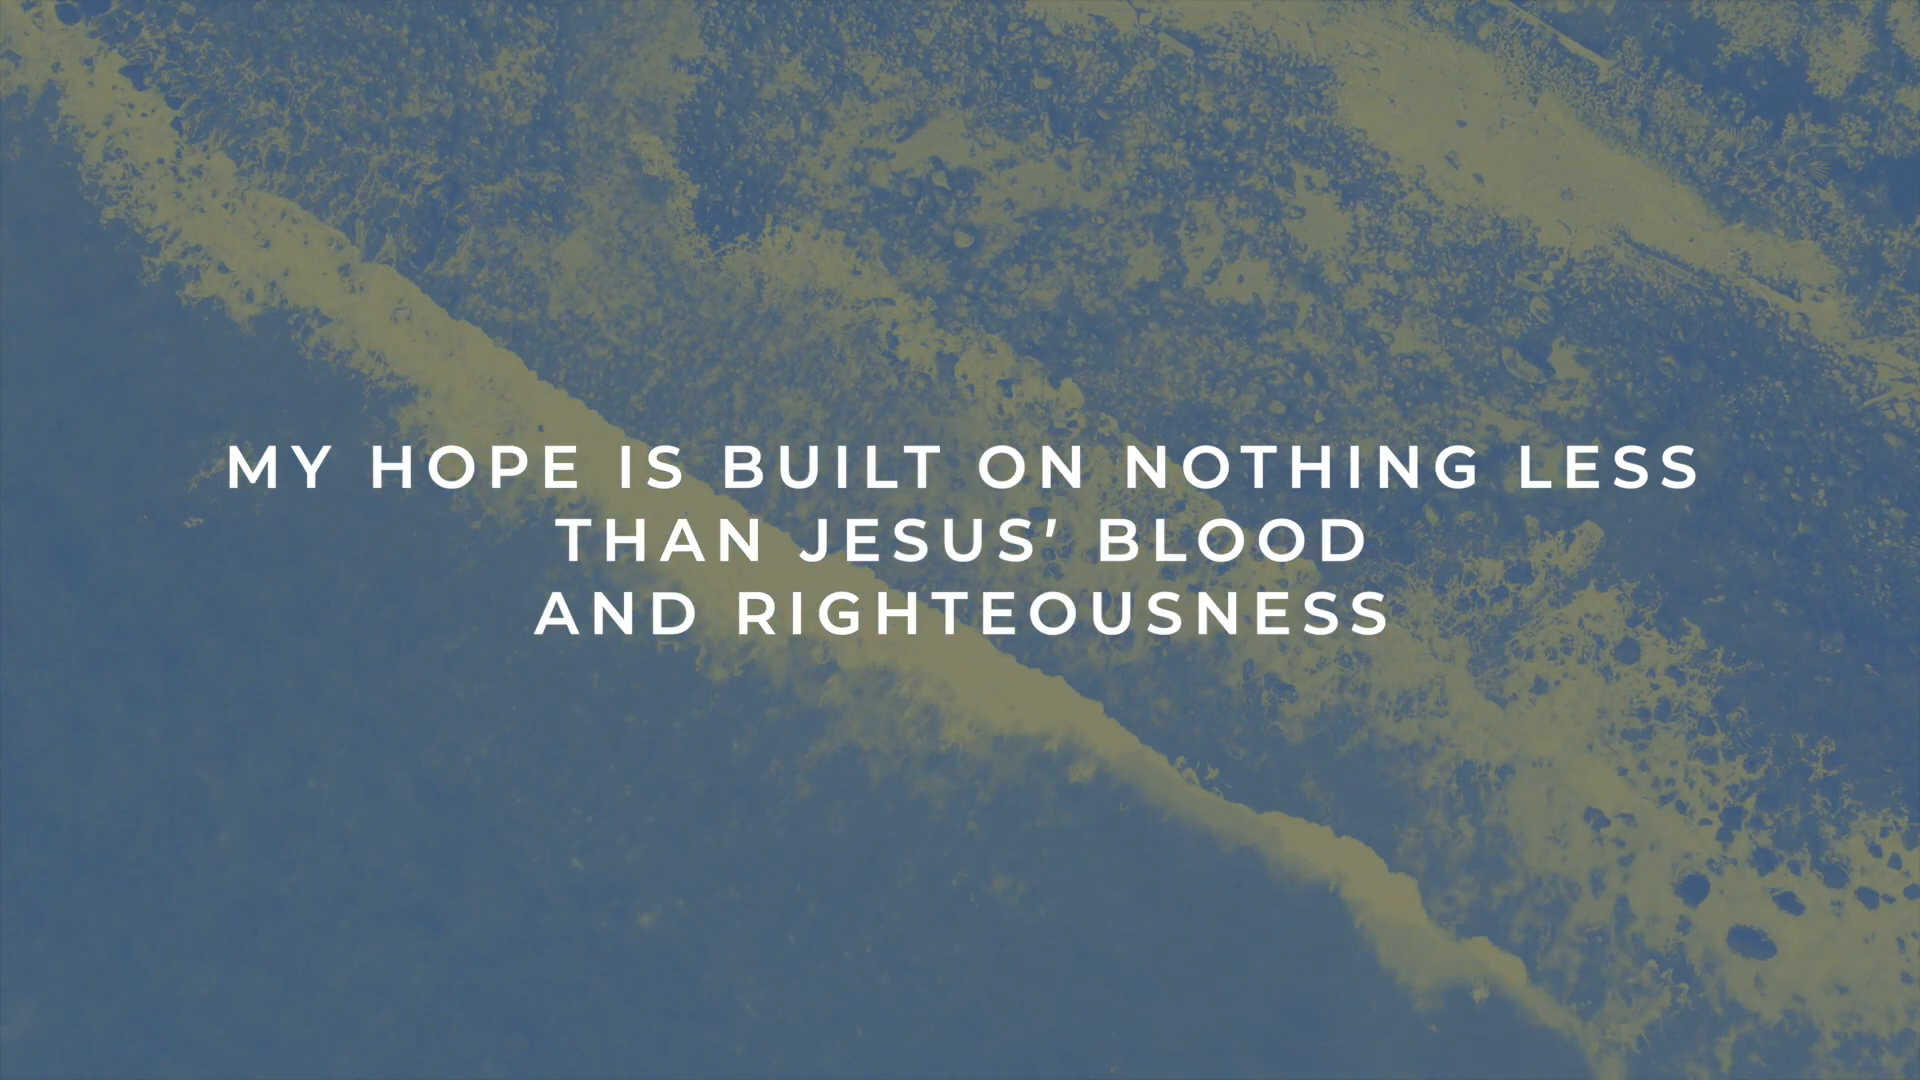 MY HOPE IS BUILT ON NOTHING LESS
THAN JESUS’ BLOOD
AND RIGHTEOUSNESS